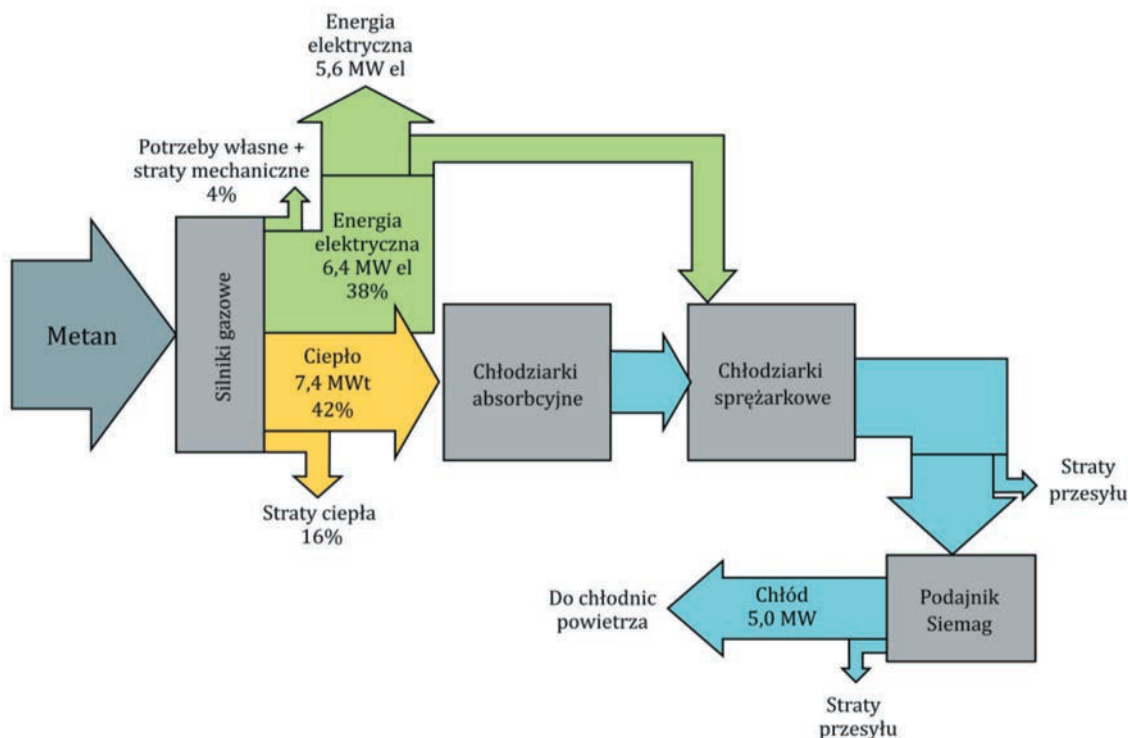 Energia
elektryczna
5,6 MW el
Potrzeby własne +
straty mechaniczne
4%
Energia
elektryczna
6,4 MW el
38%
Metan
Silniki gazowe
Ciepło
7,4 MWt
42%
Chłodziarki
absorbcyjne
Chłodziarki
sprężarkowe
Straty ciepła
16%
Straty
przesyłu
Do chłodnic
powietrza
Chłód
5,0 MW
Podajnik
Siemag
Straty
przesyłu